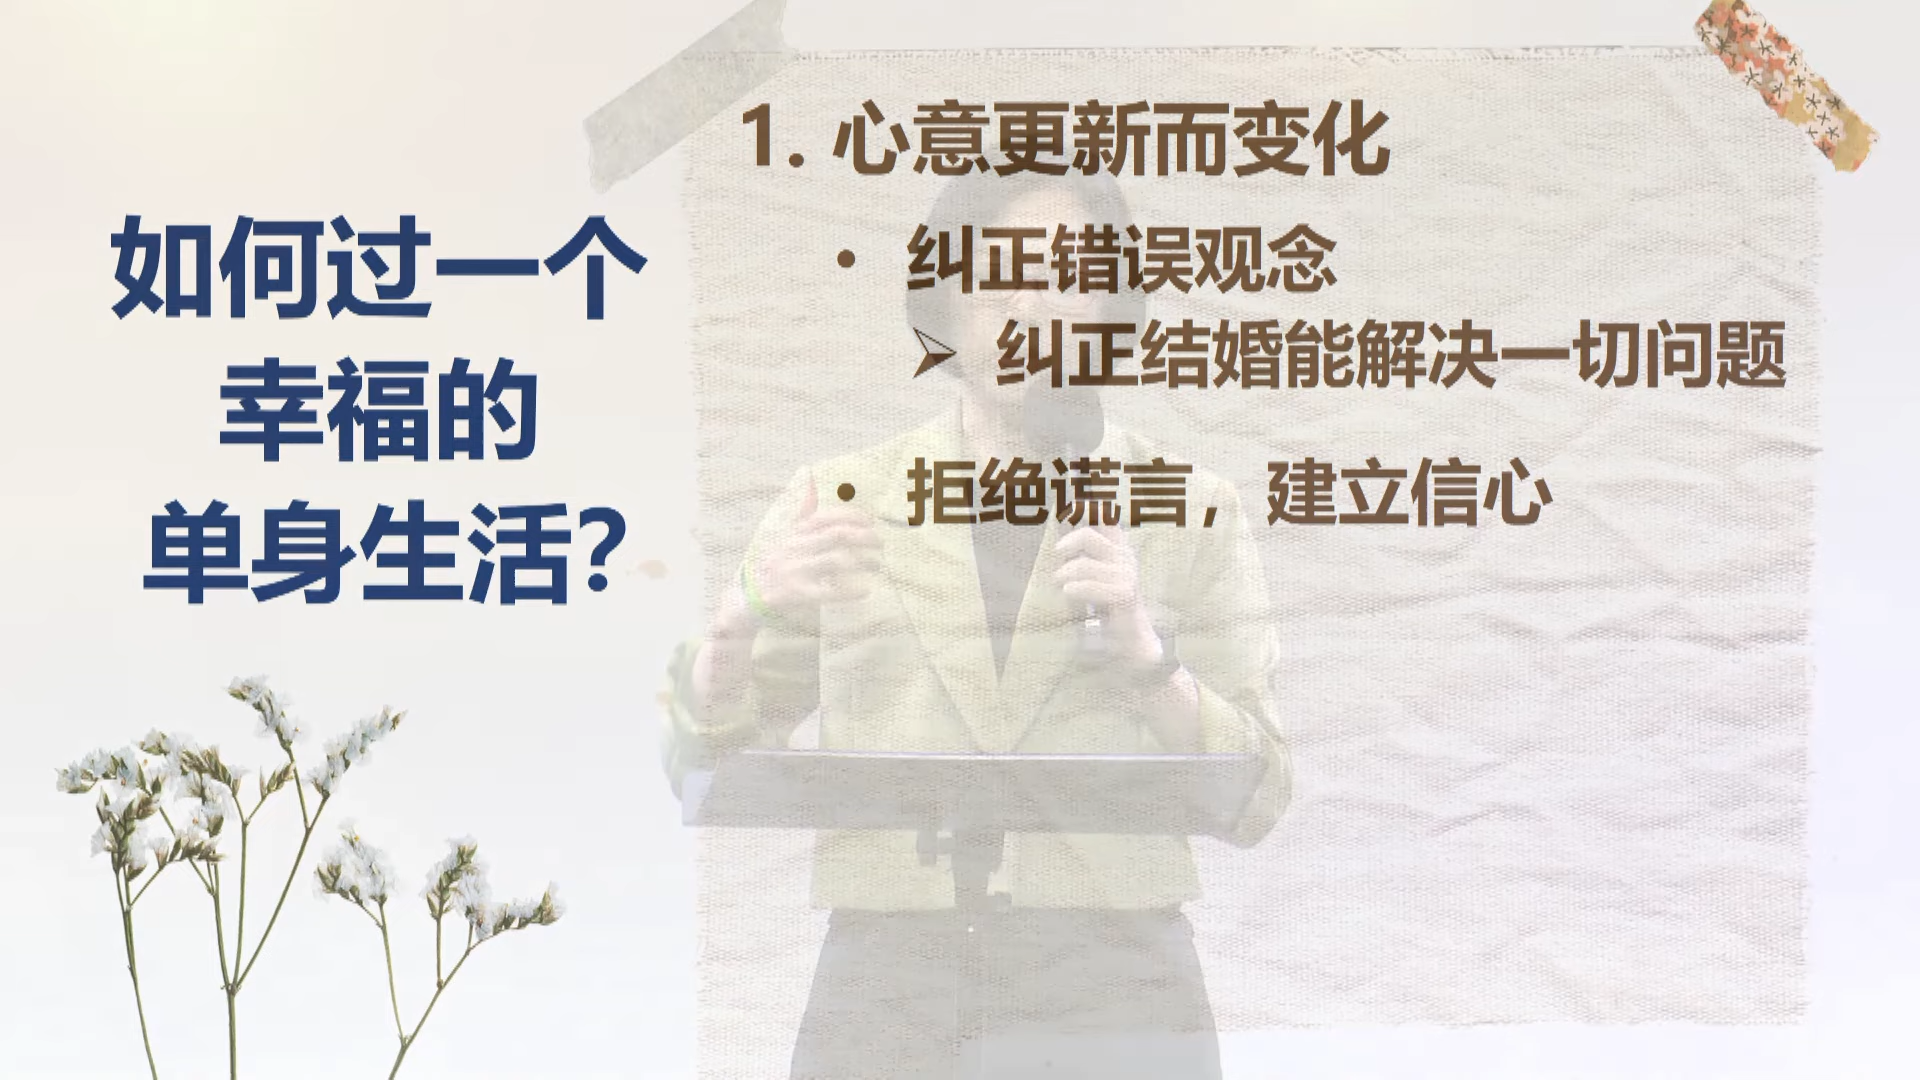 如何过一个
幸福的
单身生活？
1. 心意更新而变化
• 纠正错误观念
➢ 纠正结婚能解决一切问题
• 拒绝谎言，建立信心